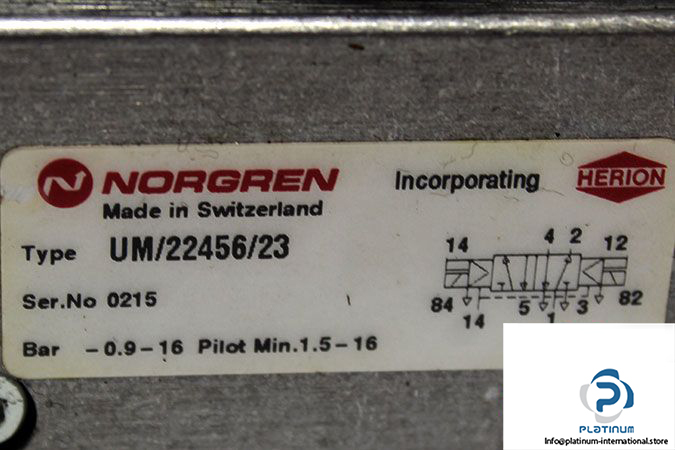 NORGREN
Incorporating HERION
Made in Switzerland
Type UM/22456/23
Ser.No 0215
Bar -0.9-16 Pilot Min.1.5-16
14 4 2 12
84 5 3 82
14 1
PLATINUM
Info@platinum-international.store